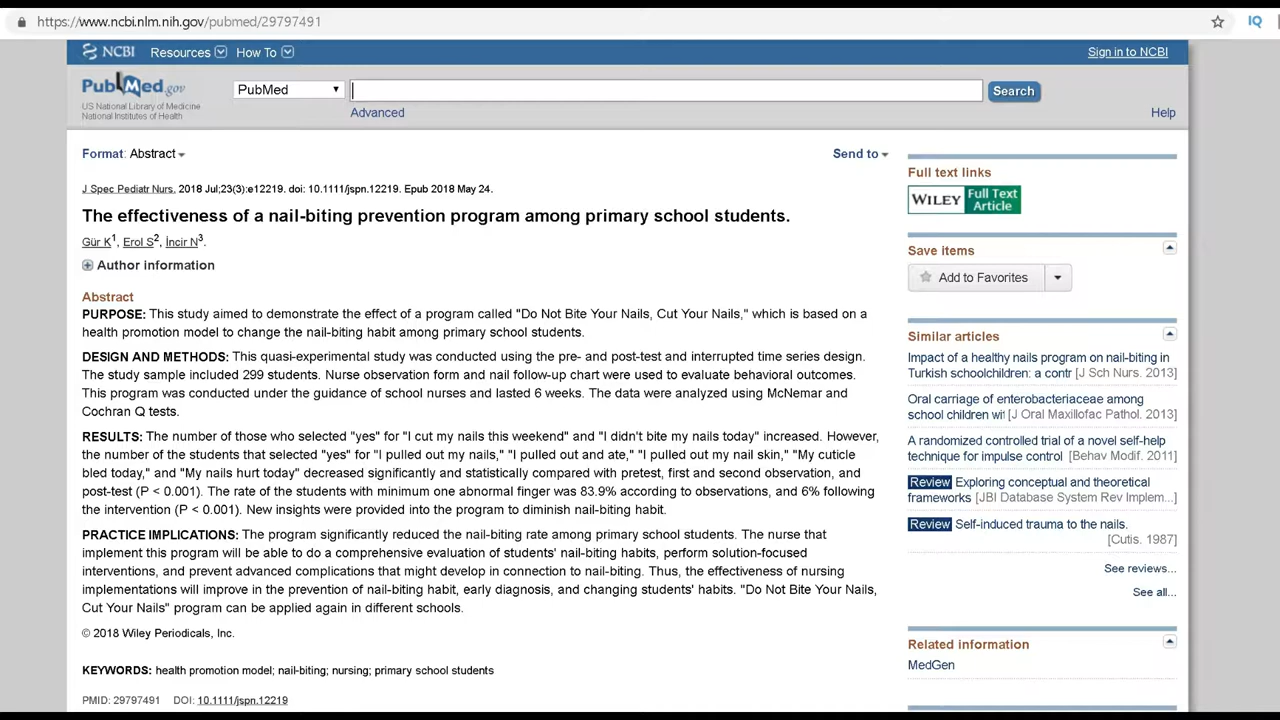 https://www.ncbi.nlm.nih.gov/pubmed/29797491
IQ
NCBI Resources How To Sign in to NCBI
PubMed.gov
US National Library of Medicine
National Institutes of Health
PubMed
Search
Advanced
Help
Format: Abstract
Send to
J Spec Pediatr Nurs. 2018 Jul;23(3):e12219. doi: 10.1111/jspn.12219. Epub 2018 May 24.
The effectiveness of a nail-biting prevention program among primary school students.
Gür K1, Erol S2, İncir N3.
Author information
Abstract
PURPOSE: This study aimed to demonstrate the effect of a program called "Do Not Bite Your Nails, Cut Your Nails," which is based on a
health promotion model to change the nail-biting habit among primary school students.
DESIGN AND METHODS: This quasi-experimental study was conducted using the pre- and post-test and interrupted time series design.
The study sample included 299 students. Nurse observation form and nail follow-up chart were used to evaluate behavioral outcomes.
This program was conducted under the guidance of school nurses and lasted 6 weeks. The data were analyzed using McNemar and
Cochran Q tests.
RESULTS: The number of those who selected "yes" for "I cut my nails this weekend" and "I didn't bite my nails today" increased. However,
the number of the students that selected "yes" for "I pulled out my nails," "I pulled out and ate," "I pulled out my nail skin," "My cuticle
bled today," and "My nails hurt today" decreased significantly and statistically compared with pretest, first and second observation, and
post-test (P < 0.001). The rate of the students with minimum one abnormal finger was 83.9% according to observations, and 6% following
the intervention (P < 0.001). New insights were provided into the program to diminish nail-biting habit.
PRACTICE IMPLICATIONS: The program significantly reduced the nail-biting rate among primary school students. The nurse that
implement this program will be able to do a comprehensive evaluation of students' nail-biting habits, perform solution-focused
interventions, and prevent advanced complications that might develop in connection to nail-biting. Thus, the effectiveness of nursing
implementations will improve in the prevention of nail-biting habit, early diagnosis, and changing students' habits. "Do Not Bite Your Nails,
Cut Your Nails" program can be applied again in different schools.
© 2018 Wiley Periodicals, Inc.
KEYWORDS: health promotion model; nail-biting; nursing; primary school students
PMID: 29797491 DOI: 10.1111/jspn.12219
Full text links
WILEY Full Text
Article
Save items
Add to Favorites
Similar articles
Impact of a healthy nails program on nail-biting in
Turkish schoolchildren: a contr [J Sch Nurs. 2013]
Oral carriage of enterobacteriaceae among
school children wit [J Oral Maxillofac Pathol. 2013]
A randomized controlled trial of a novel self-help
technique for impulse control [Behav Modif. 2011]
Review Exploring conceptual and theoretical
frameworks [JBI Database System Rev Implem...]
Review Self-induced trauma to the nails.
[Cutis. 1987]
See reviews...
See all...
Related information
MedGen